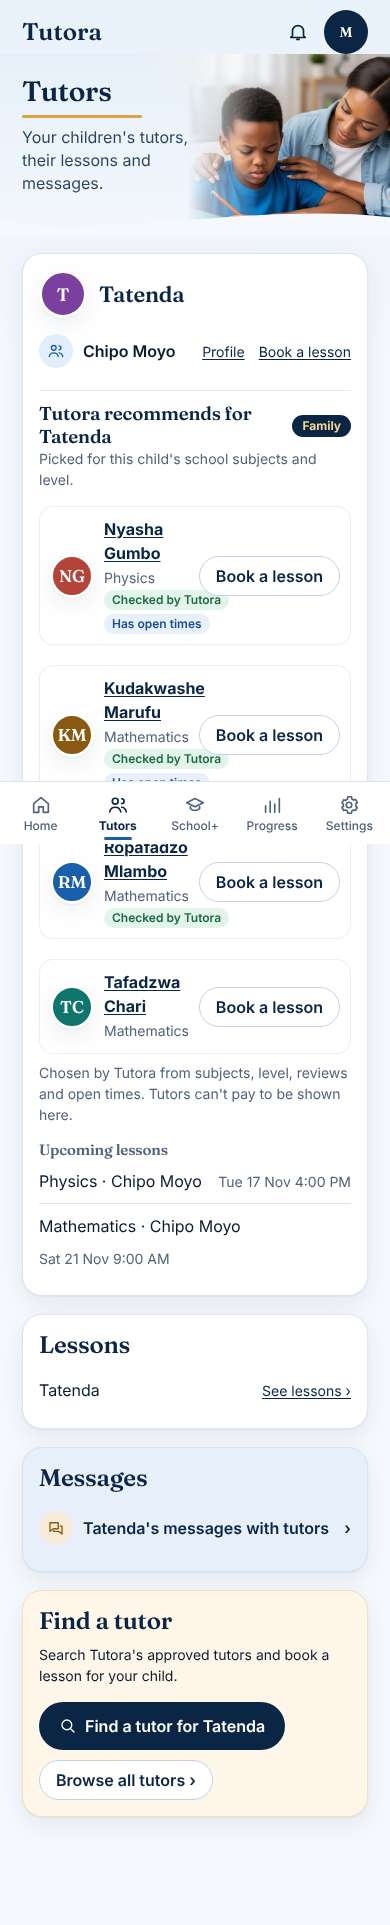 Tutora
M
Tutors
Your children's tutors,
their lessons and
messages.
T
Tatenda
Chipo Moyo
Profile
Book a lesson
Tutora recommends for
Tatenda
Family
Picked for this child's school subjects and
level.
NG
Nyasha
Gumbo
Physics
Checked by Tutora
Has open times
Book a lesson
KM
Kudakwashe
Marufu
Mathematics
Checked by Tutora
Book a lesson
Home
Tutors
School+
Progress
Settings
RM
Ropafadzo
Mlambo
Mathematics
Checked by Tutora
Book a lesson
TC
Tafadzwa
Chari
Mathematics
Book a lesson
Chosen by Tutora from subjects, level, reviews
and open times. Tutors can't pay to be shown
here.
Upcoming lessons
Physics · Chipo Moyo
Tue 17 Nov 4:00 PM
Mathematics · Chipo Moyo
Sat 21 Nov 9:00 AM
Lessons
Tatenda
See lessons ›
Messages
Tatenda's messages with tutors ›
Find a tutor
Search Tutora's approved tutors and book a
lesson for your child.
Find a tutor for Tatenda
Browse all tutors ›